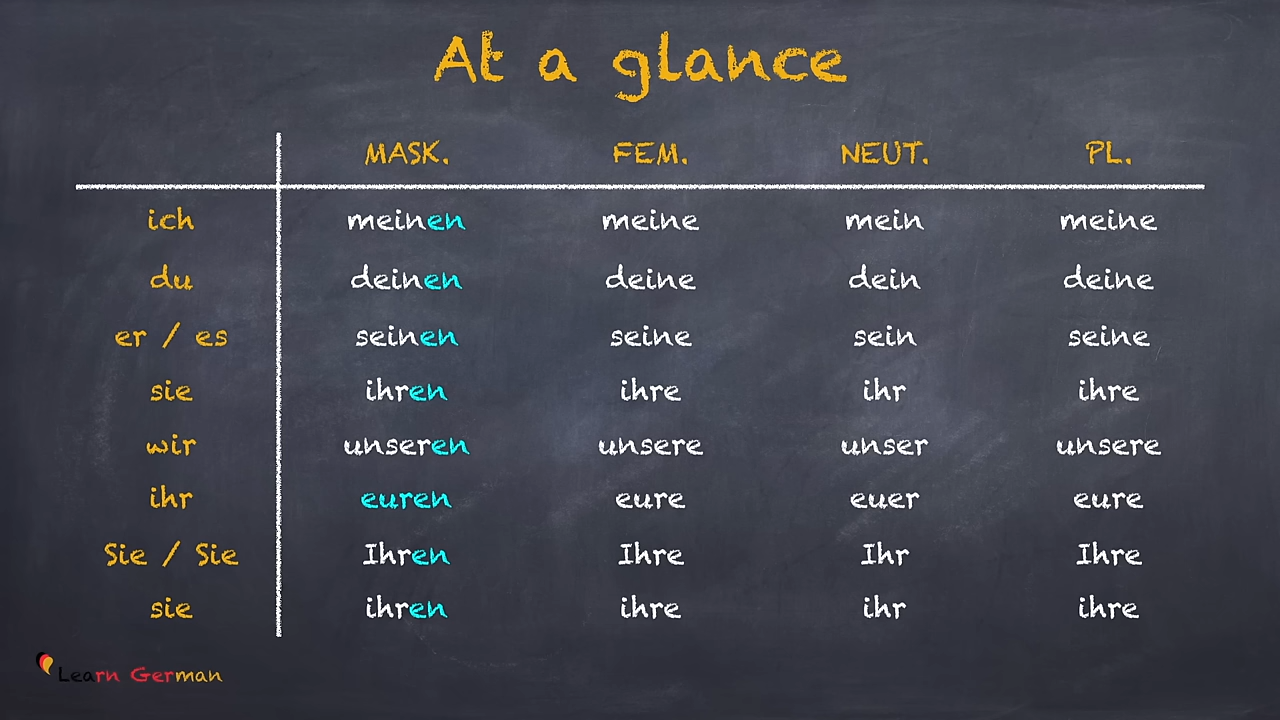 At a glance
MASK. FEM. NEUT. PL.
ich meinen meine mein meine
du deinen deine dein deine
er / es seinen seine sein seine
sie ihren ihre ihr ihre
wir unseren unsere unser unsere
ihr euren eure euer eure
Sie / Sie Ihren Ihre Ihr Ihre
sie ihren ihre ihr ihre
Learn German